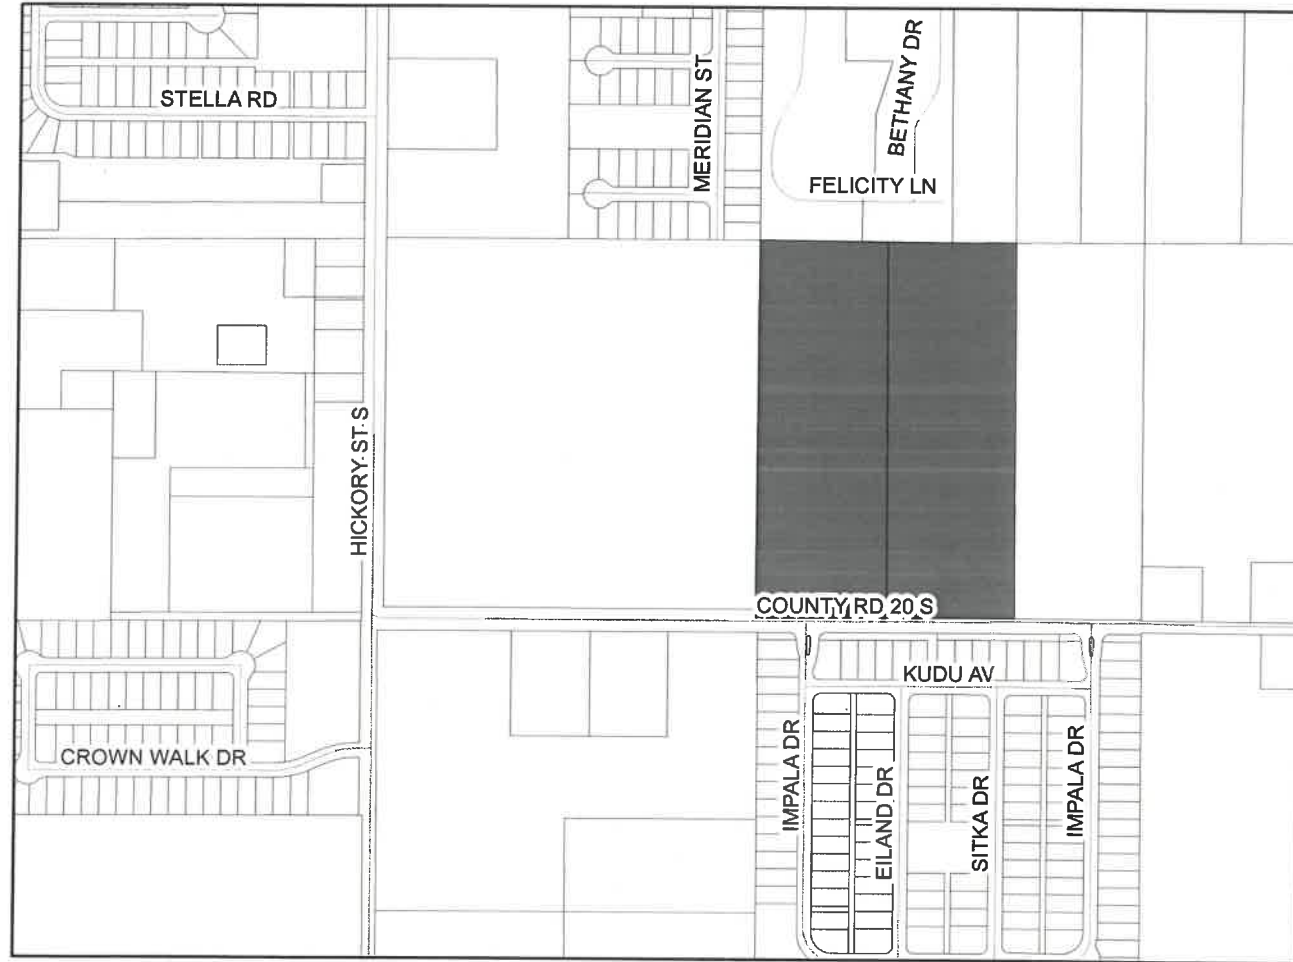 STELLA RD
MERIDIAN ST
BETHANY DR
FELICITY LN
HICKORY ST S
COUNTY RD 20 S
KUDU AV
CROWN WALK DR
IMPALA DR
EILAND DR
SITKA DR
IMPALA DR